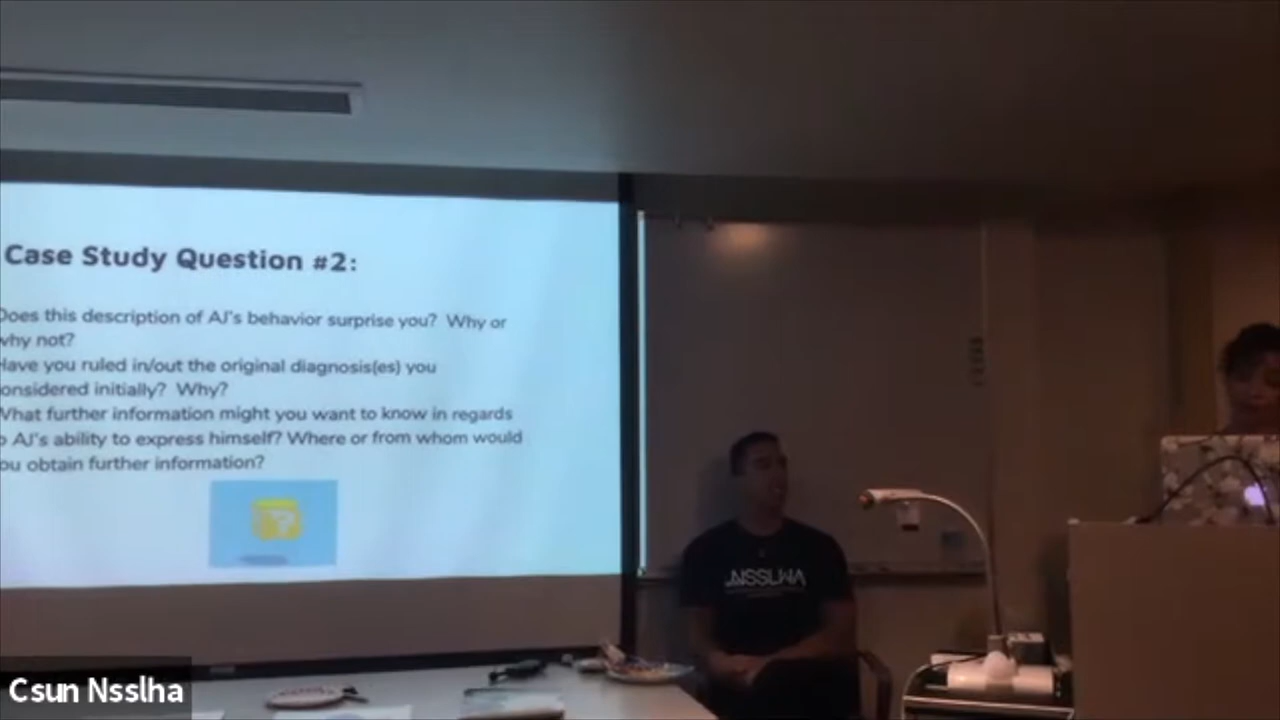 Case Study Question #2:
Does this description of AJ's behavior surprise you? Why or
why not?
Have you ruled in/out the original diagnosis(es) you
onsidered initially? Why?
What further information might you want to know in regards
o AJ's ability to express himself? Where or from whom would
ou obtain further information?
?
NSSLHA
Csun Nsslha